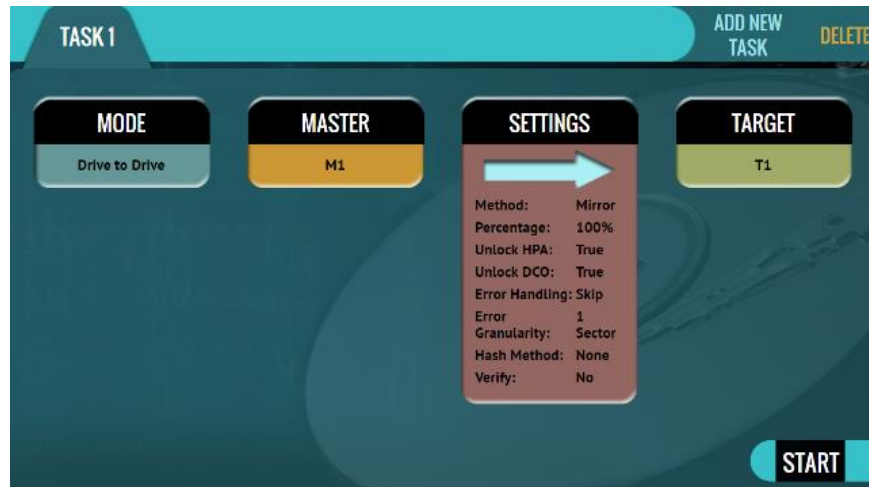 TASK 1
ADD NEW
TASK
DELETE
MODE
Drive to Drive
MASTER
M1
SETTINGS
Method: Mirror
Percentage: 100%
Unlock HPA: True
Unlock DCO: True
Error Handling: Skip
Error 1
Granularity: Sector
Hash Method: None
Verify: No
TARGET
T1
START